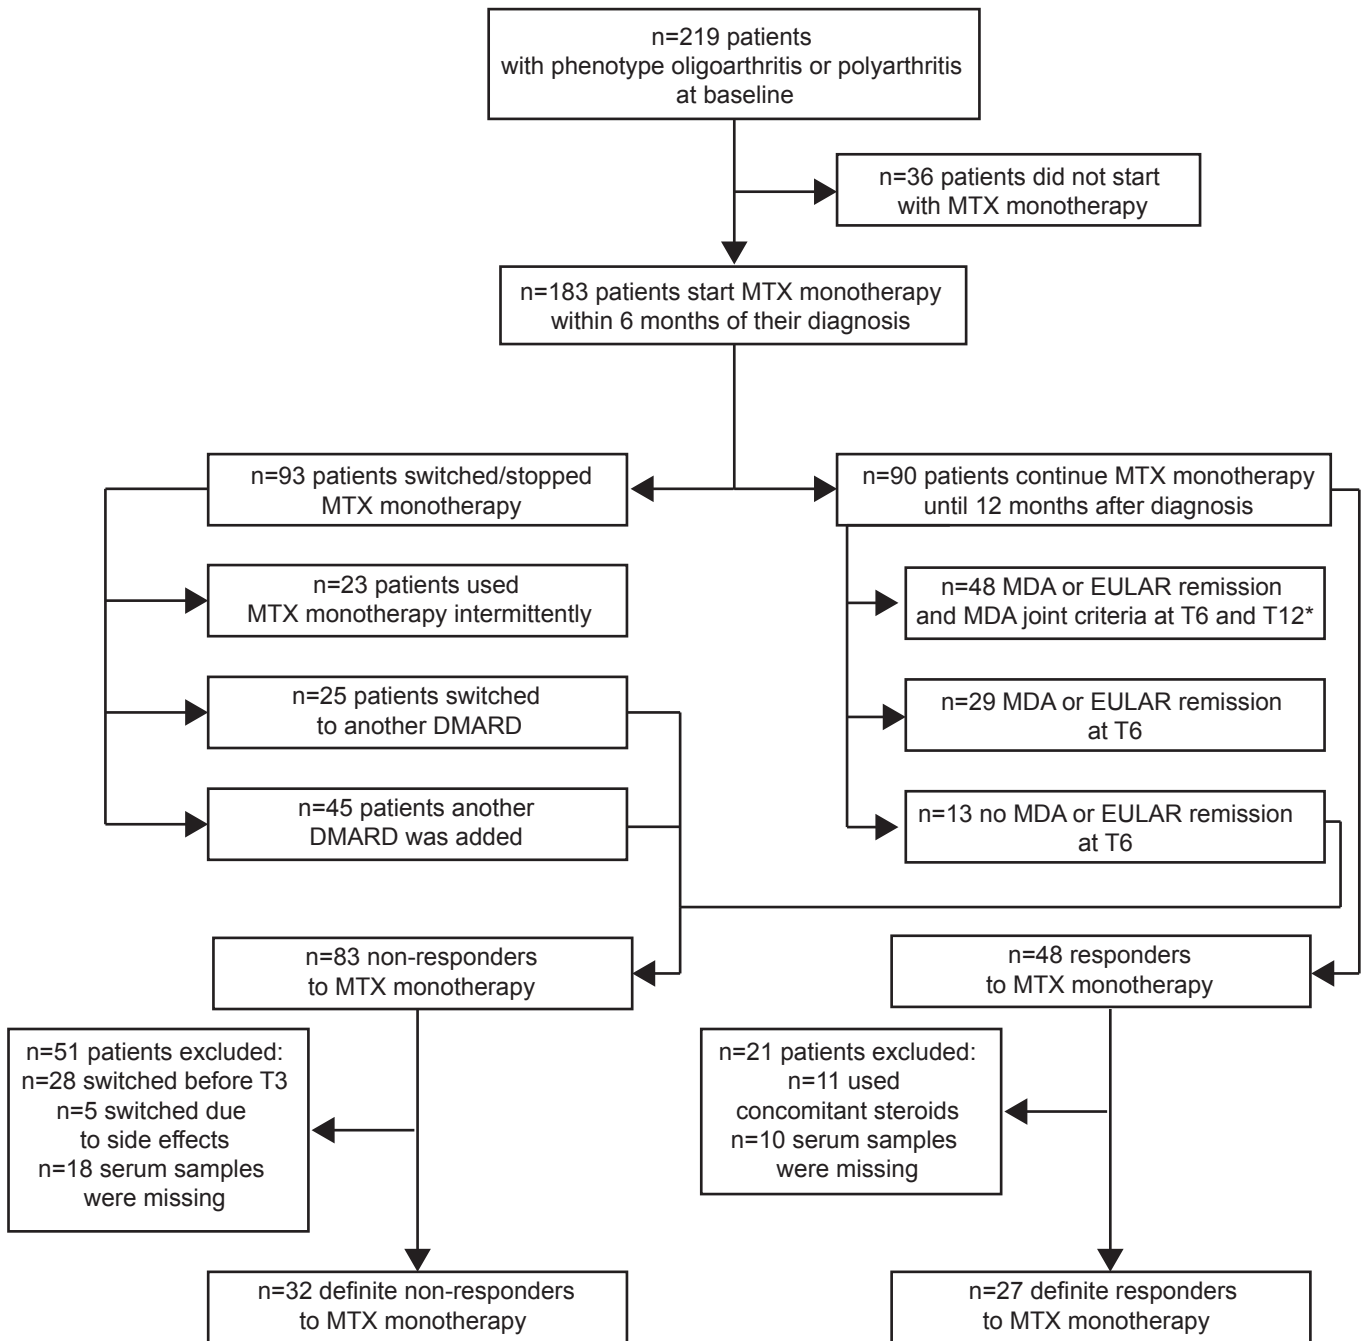 n=219 patients
with phenotype oligoarthritis or polyarthritis
at baseline
n=36 patients did not start
with MTX monotherapy
n=183 patients start MTX monotherapy
within 6 months of their diagnosis
n=93 patients switched/stopped
MTX monotherapy
n=90 patients continue MTX monotherapy
until 12 months after diagnosis
n=23 patients used
MTX monotherapy intermittently
n=48 MDA or EULAR remission
and MDA joint criteria at T6 and T12*
n=25 patients switched
to another DMARD
n=29 MDA or EULAR remission
at T6
n=45 patients another
DMARD was added
n=13 no MDA or EULAR remission
at T6
n=83 non-responders
to MTX monotherapy
n=48 responders
to MTX monotherapy
n=51 patients excluded:
n=28 switched before T3
n=5 switched due
to side effects
n=18 serum samples
were missing
n=21 patients excluded:
n=11 used
concomitant steroids
n=10 serum samples
were missing
n=32 definite non-responders
to MTX monotherapy
n=27 definite responders
to MTX monotherapy